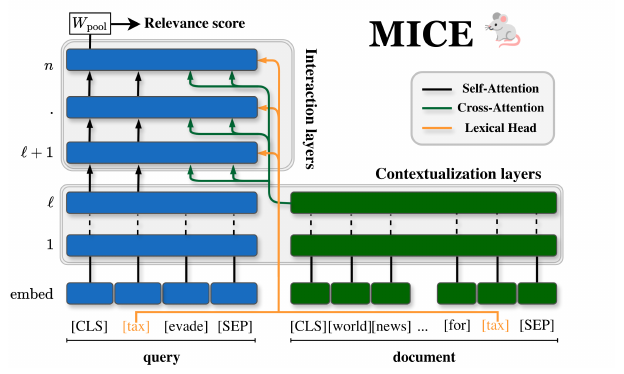 W_pool Relevance score
MICE
n
.
ℓ + 1
ℓ
1
embed
Interaction layers
Self-Attention
Cross-Attention
Lexical Head
Contextualization layers
[CLS] [tax] [evade] [SEP] [CLS] [world] [news] ... [for] [tax] [SEP]
query document